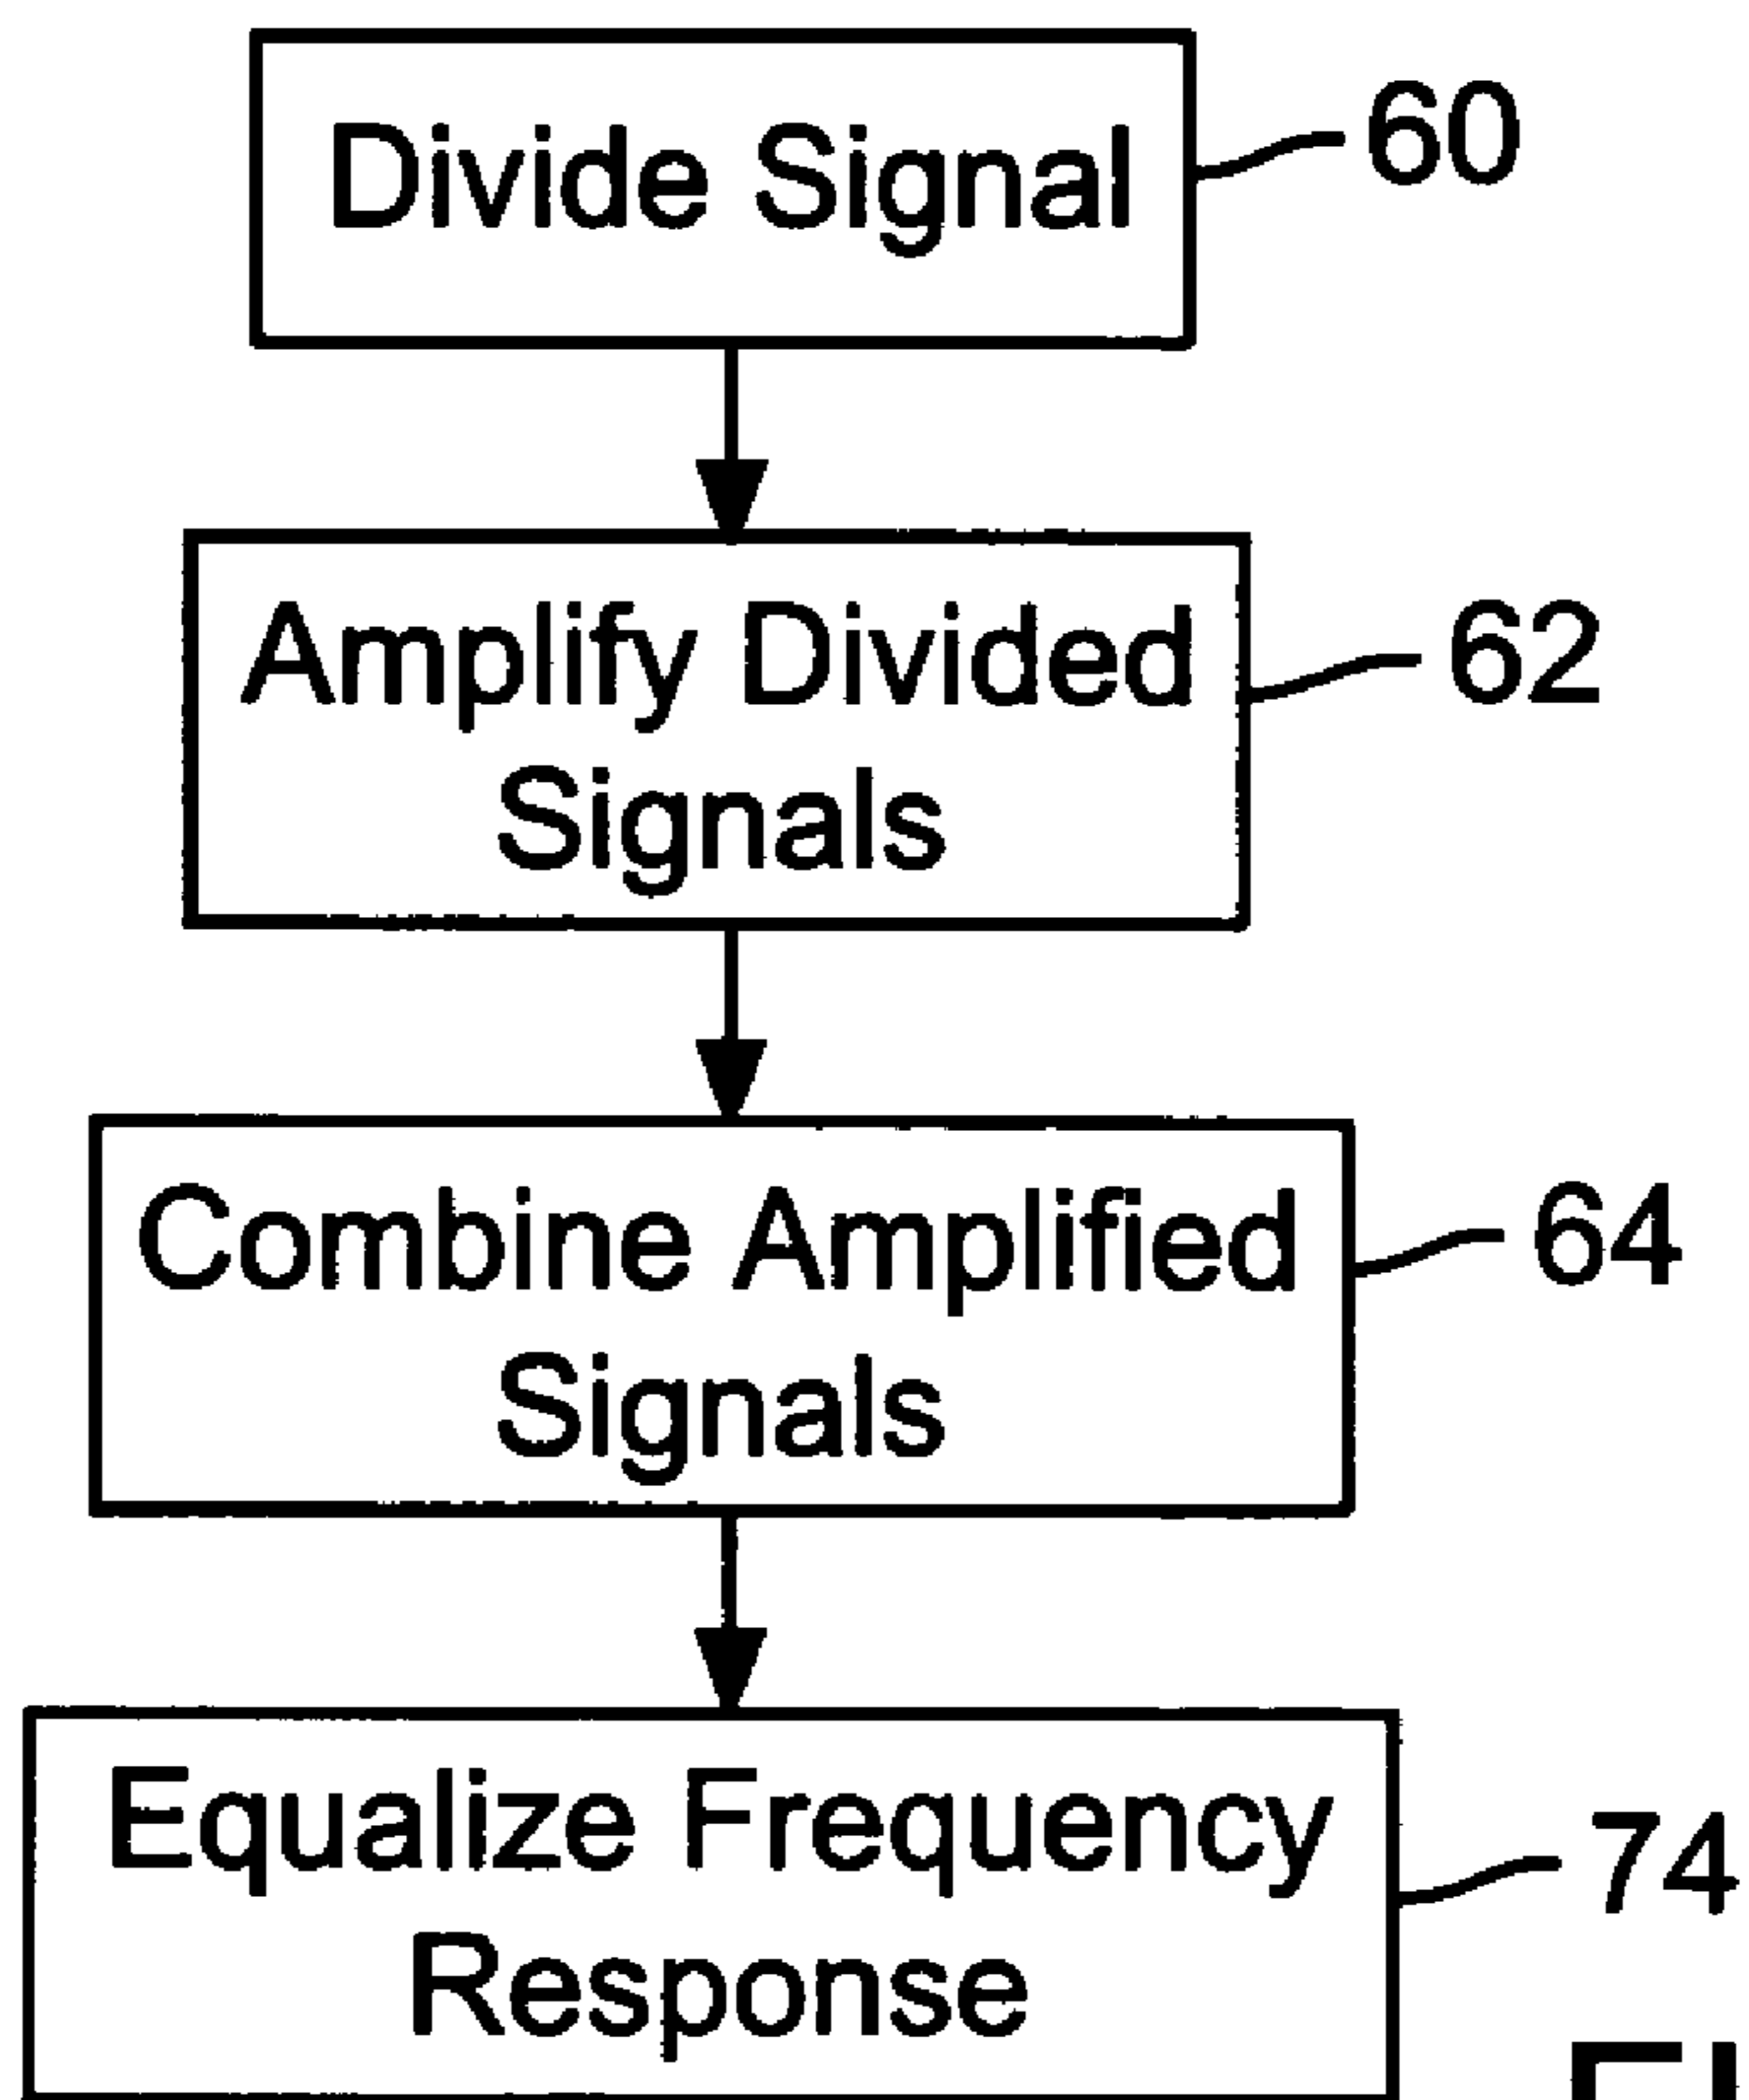 Divide Signal
60
Amplify Divided
Signals
62
Combine Amplified
Signals
64
Equalize Frequency
Response
74